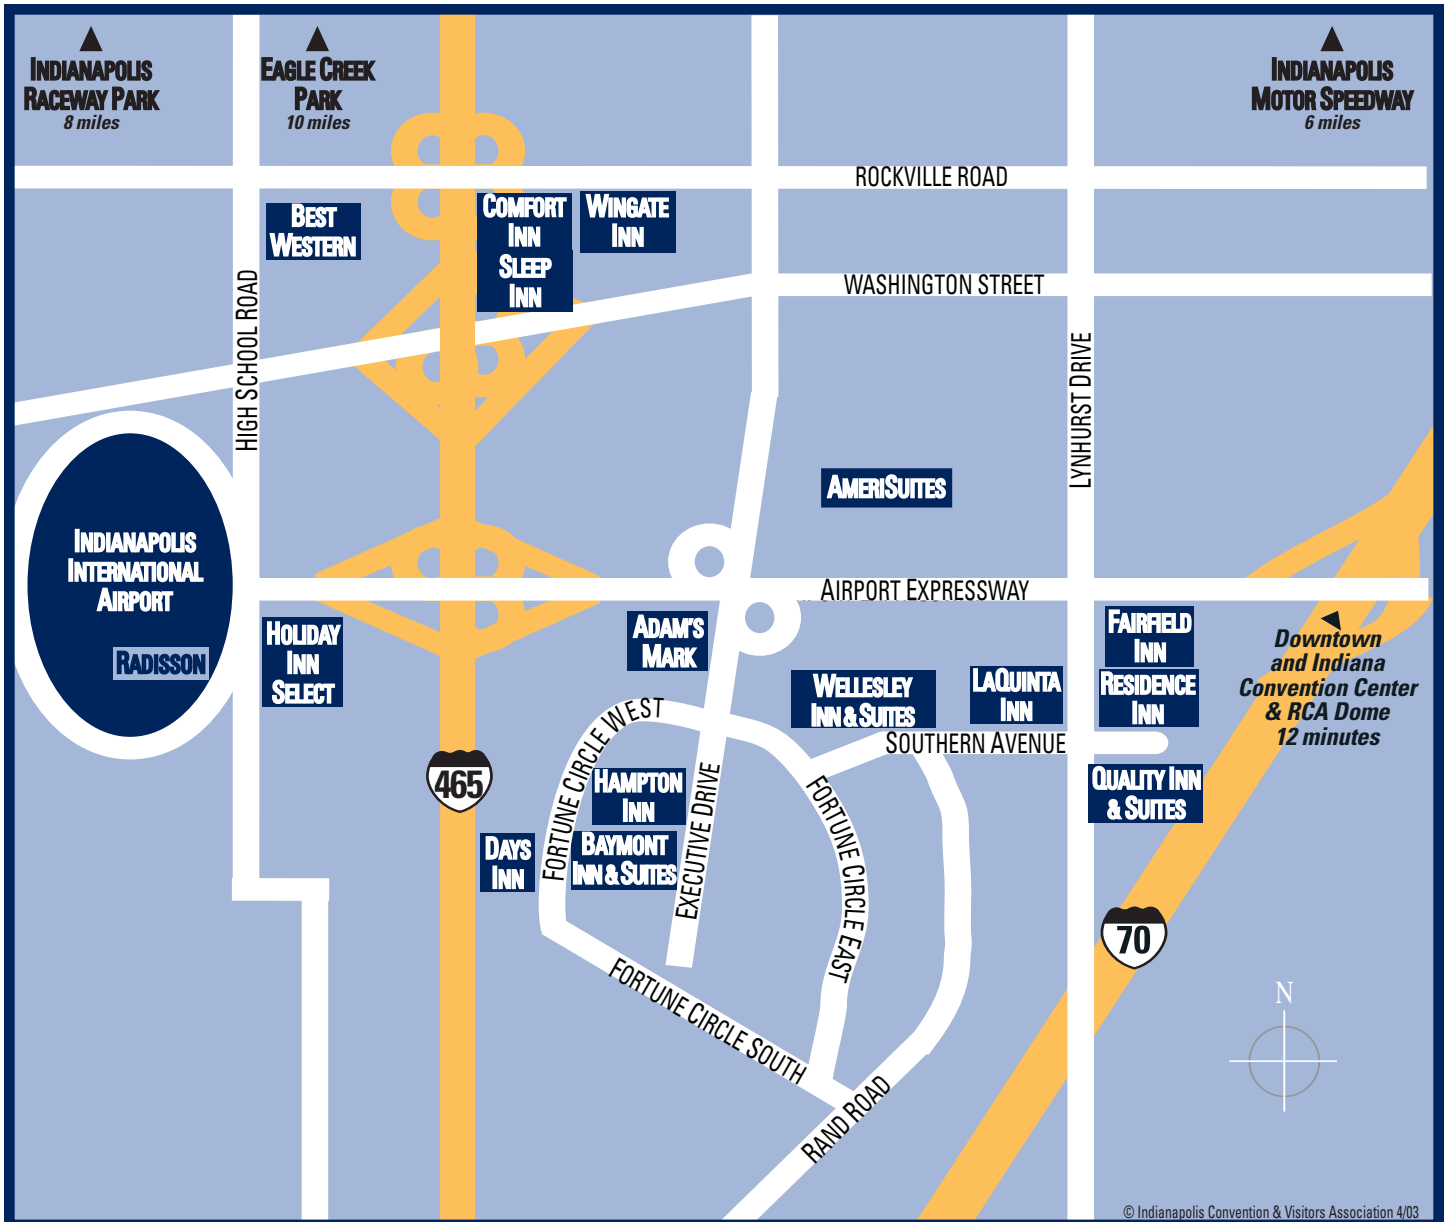 INDIANAPOLIS
RACEWAY PARK
8 miles
EAGLE CREEK
PARK
10 miles
INDIANAPOLIS
MOTOR SPEEDWAY
6 miles
ROCKVILLE ROAD
BEST
WESTERN
COMFORT
INN
SLEEP
INN
WINGATE
INN
WASHINGTON STREET
HIGH SCHOOL ROAD
LYNHURST DRIVE
AMERISUITES
INDIANAPOLIS
INTERNATIONAL
AIRPORT
RADISSON
AIRPORT EXPRESSWAY
HOLIDAY
INN
SELECT
ADAM'S
MARK
FAIRFIELD
INN
RESIDENCE
INN
Downtown
and Indiana
Convention Center
& RCA Dome
12 minutes
WELLESLEY
INN & SUITES
LAQUINTA
INN
SOUTHERN AVENUE
FORTUNE CIRCLE WEST
465
HAMPTON
INN
BAYMONT
INN & SUITES
DAYS
INN
EXECUTIVE DRIVE
FORTUNE CIRCLE EAST
QUALITY INN
& SUITES
70
FORTUNE CIRCLE SOUTH
RAND ROAD
N
© Indianapolis Convention & Visitors Association 4/03